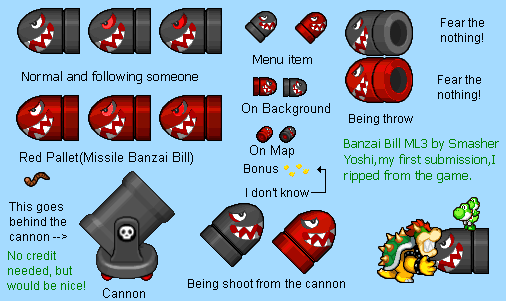 Normal and following someone
Red Pallet(Missile Banzai Bill)
This goes
behind the
cannon -->
No credit
needed, but
would be nice!
Cannon
Menu item
On Background
On Map
Bonus
I don't know
Being shoot from the cannon
Fear the
nothing!
Fear the
nothing!
Being throw
Banzai Bill ML3 by Smasher
Yoshi,my first submission,I
ripped from the game.